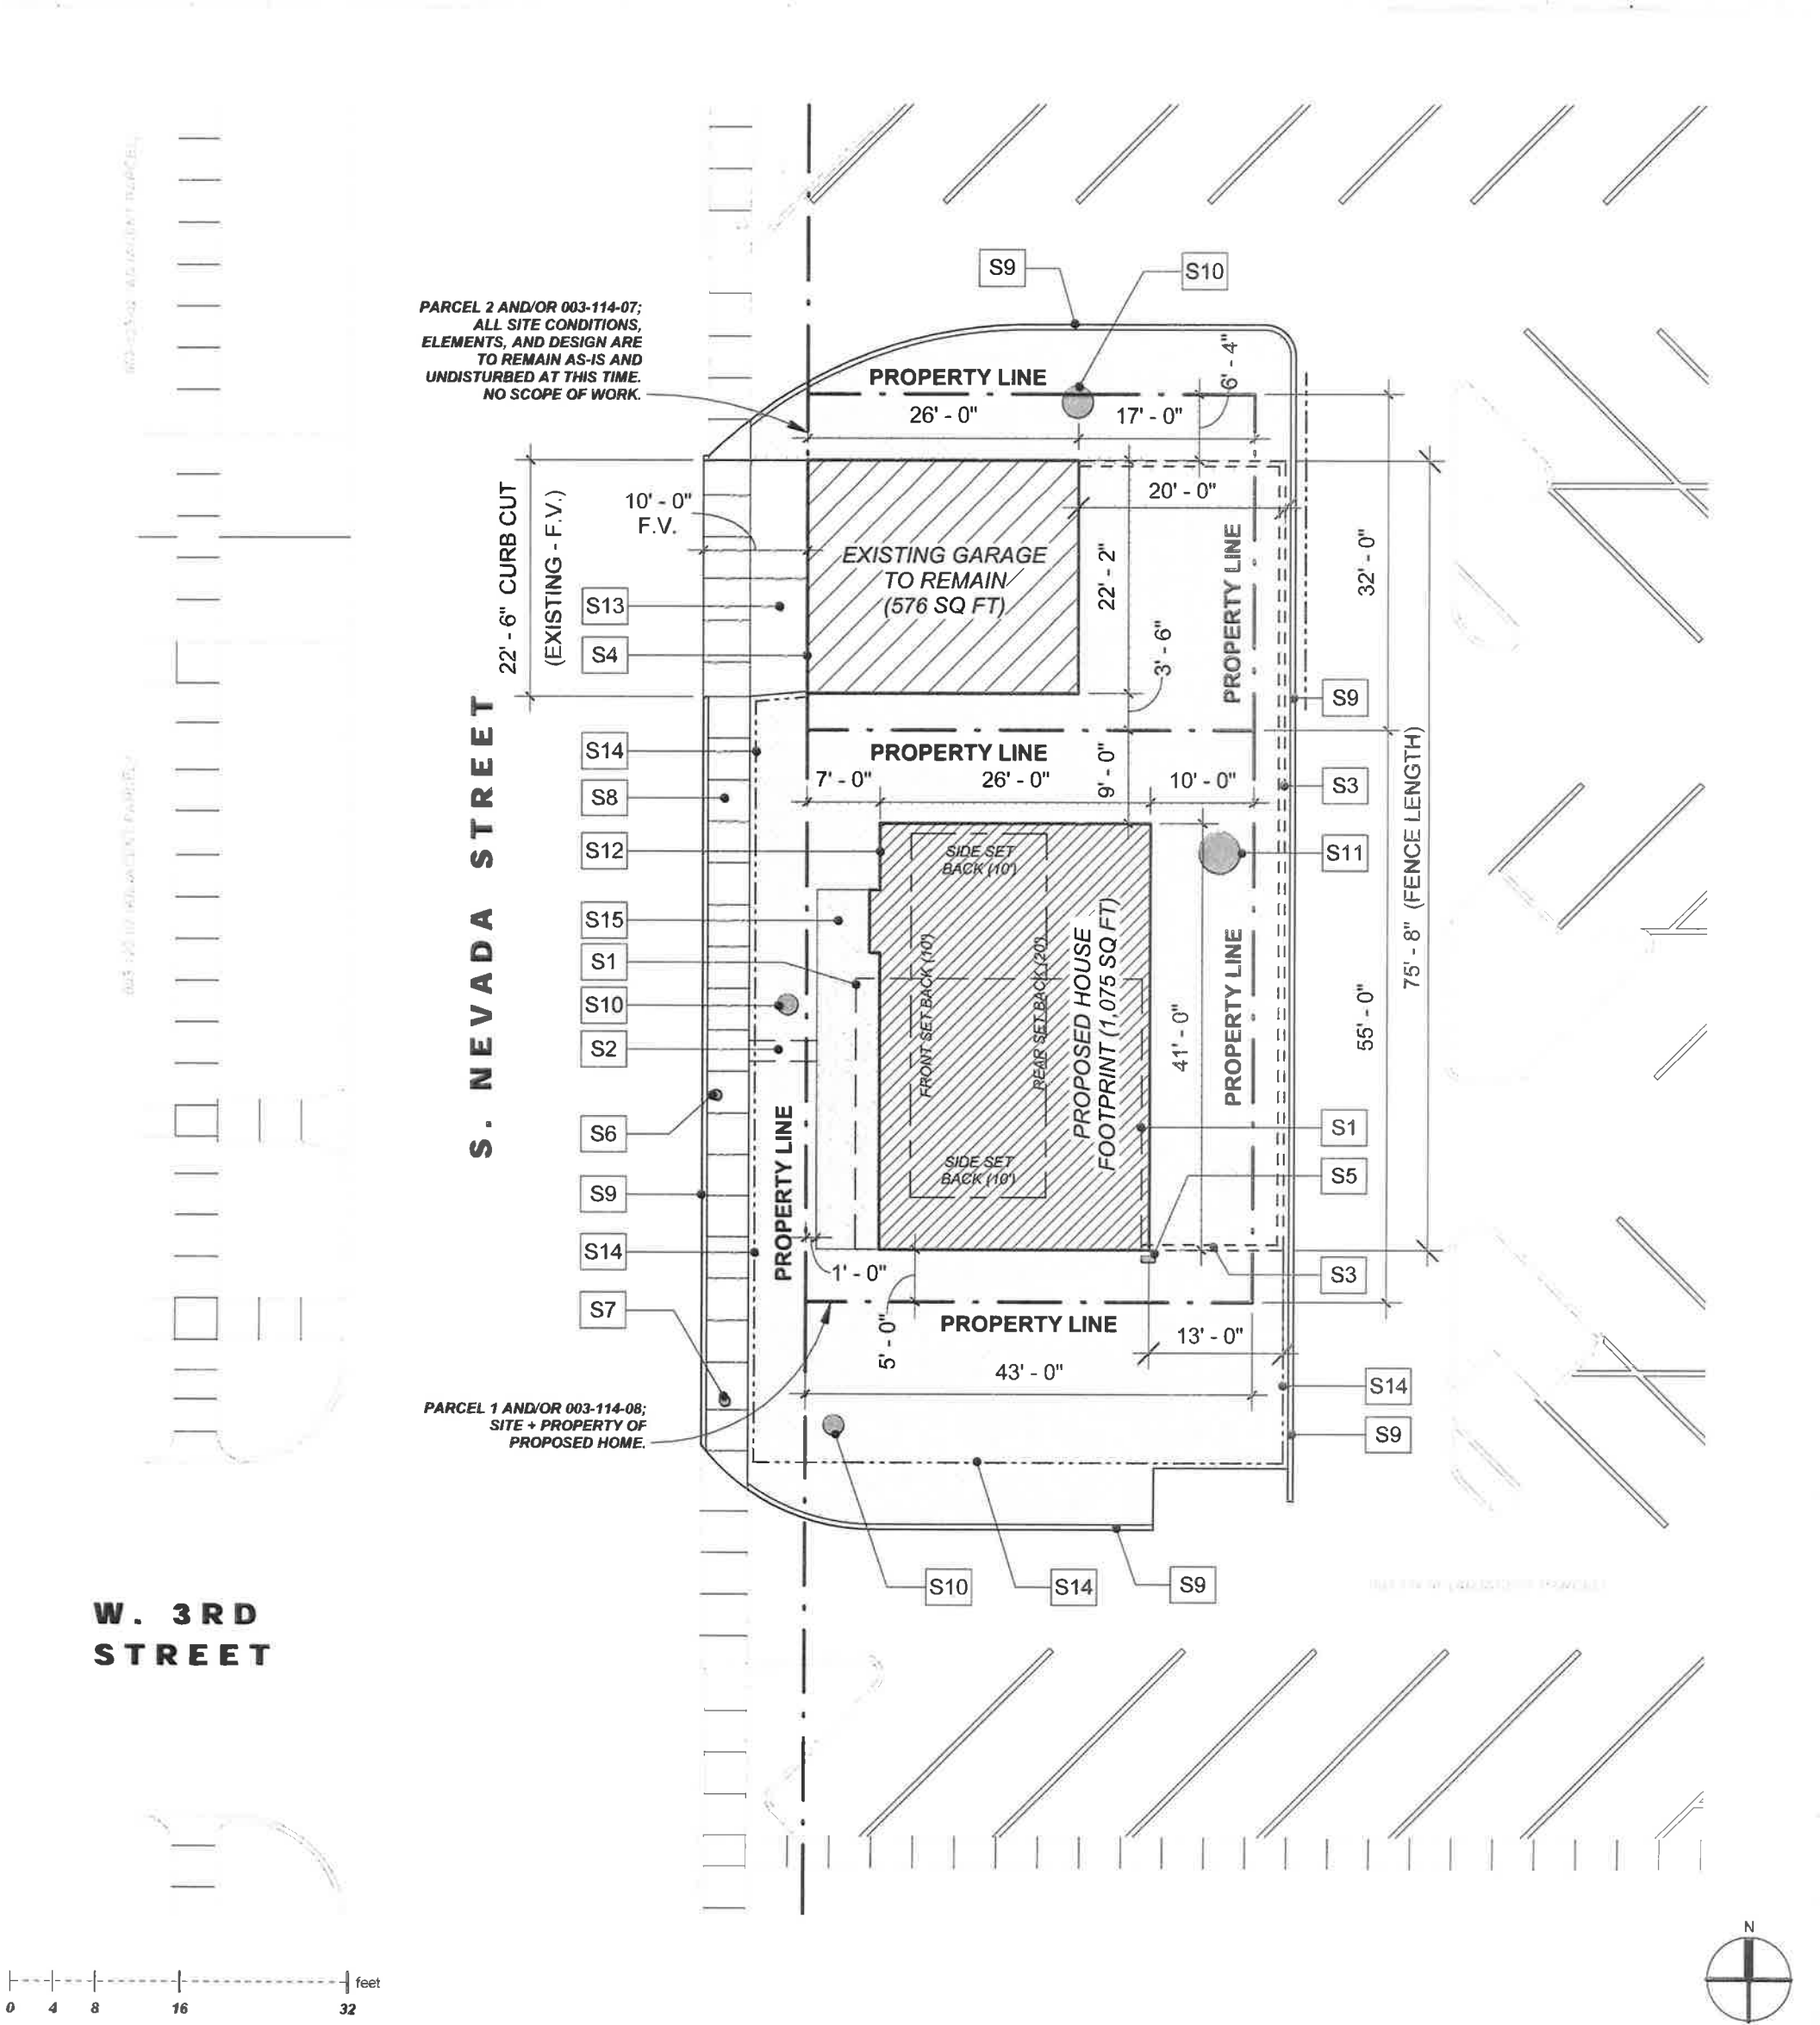 S9
S10
PARCEL 2 AND/OR 003-114-07;
ALL SITE CONDITIONS,
ELEMENTS, AND DESIGN ARE
TO REMAIN AS-IS AND
UNDISTURBED AT THIS TIME.
NO SCOPE OF WORK.
PROPERTY LINE
6' - 4"
26' - 0"
17' - 0"
22' - 6" CURB CUT
(EXISTING - F.V.)
10' - 0"
F.V.
20' - 0"
EXISTING GARAGE
TO REMAIN
(576 SQ FT)
22' - 2"
PROPERTY LINE
32' - 0"
S13
S4
3' - 6"
S9
S. NEVADA STREET
S14
PROPERTY LINE
9' - 0"
7' - 0"
26' - 0"
10' - 0"
S3
75' - 8" (FENCE LENGTH)
S8
S12
SIDE SET
BACK (10')
S11
S15
S1
S10
S2
FRONT SET BACK (10')
REAR SET BACK (20')
PROPOSED HOUSE
FOOTPRINT (1,075 SQ FT)
41' - 0"
PROPERTY LINE
55' - 0"
S6
S1
PROPERTY LINE
SIDE SET
BACK (10')
S5
S9
S14
1' - 0"
S3
S7
5' - 0"
PROPERTY LINE
13' - 0"
43' - 0"
S14
PARCEL 1 AND/OR 003-114-08;
SITE + PROPERTY OF
PROPOSED HOME.
S9
S10
S14
S9
W. 3RD
STREET
N
feet
0 4 8 16 32